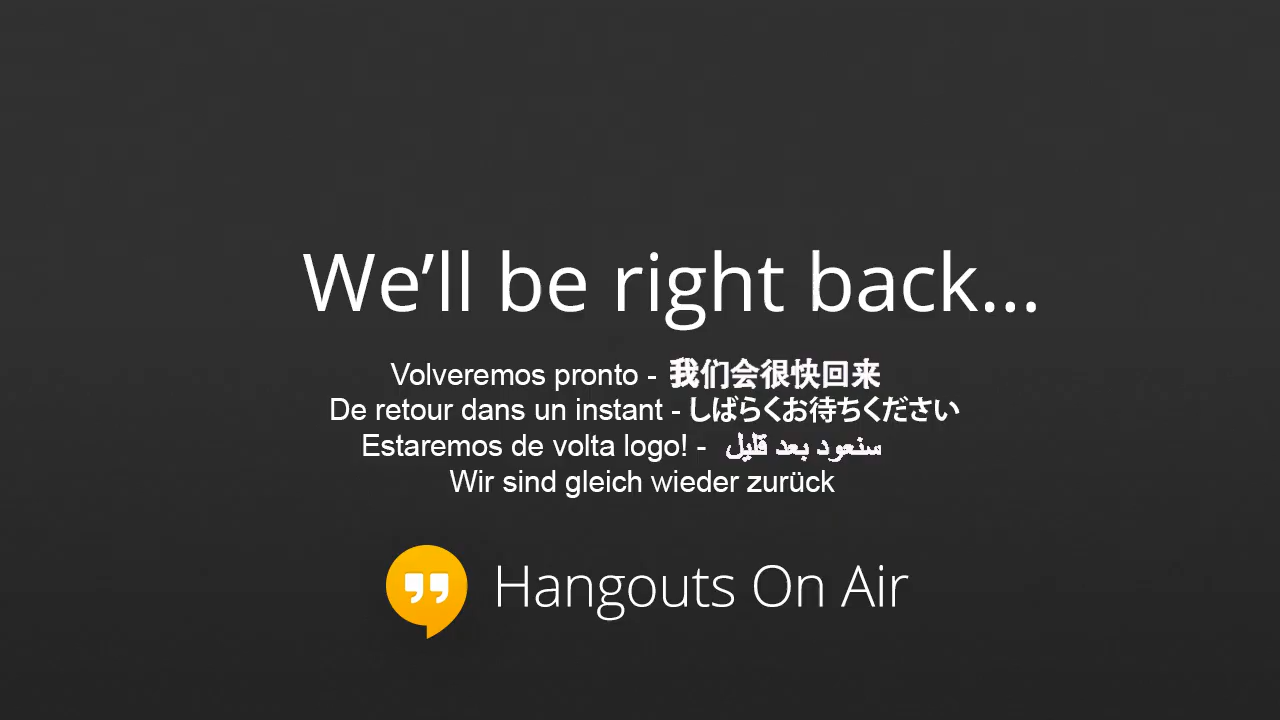 We’ll be right back...
Volveremos pronto - 我们会很快回来
De retour dans un instant - しばらくお待ちください
Estaremos de volta logo! - سنعود بعد قليل
Wir sind gleich wieder zurück
Hangouts On Air